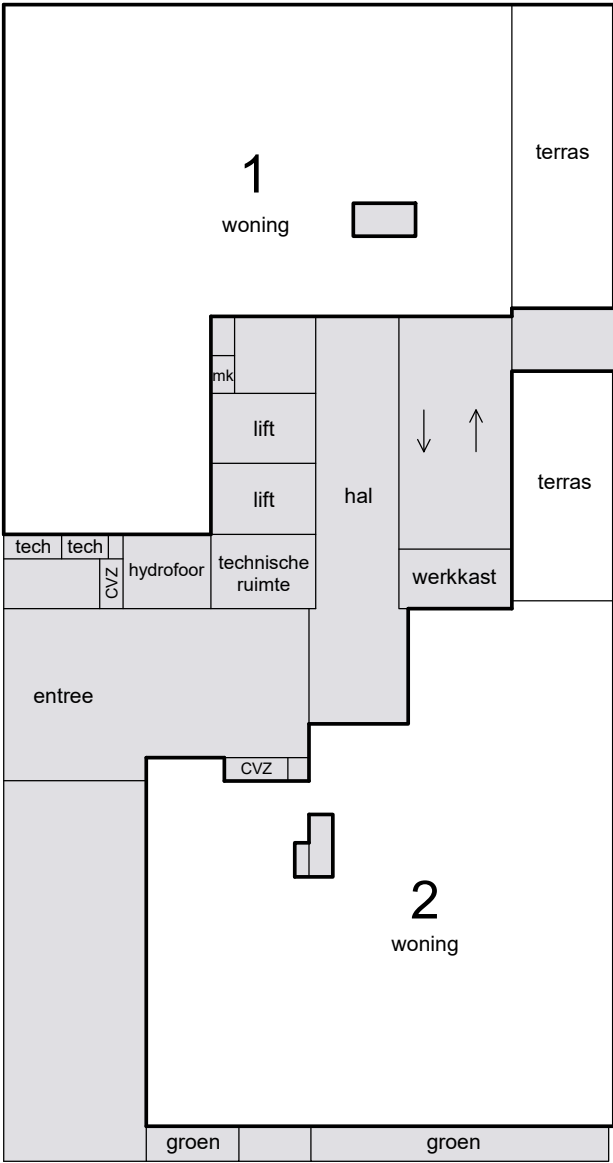 terras
1
woning
mk
lift
lift
hal
terras
tech
tech
CVZ
hydrofoor
technische
ruimte
werkkast
entree
CVZ
2
woning
groen
groen